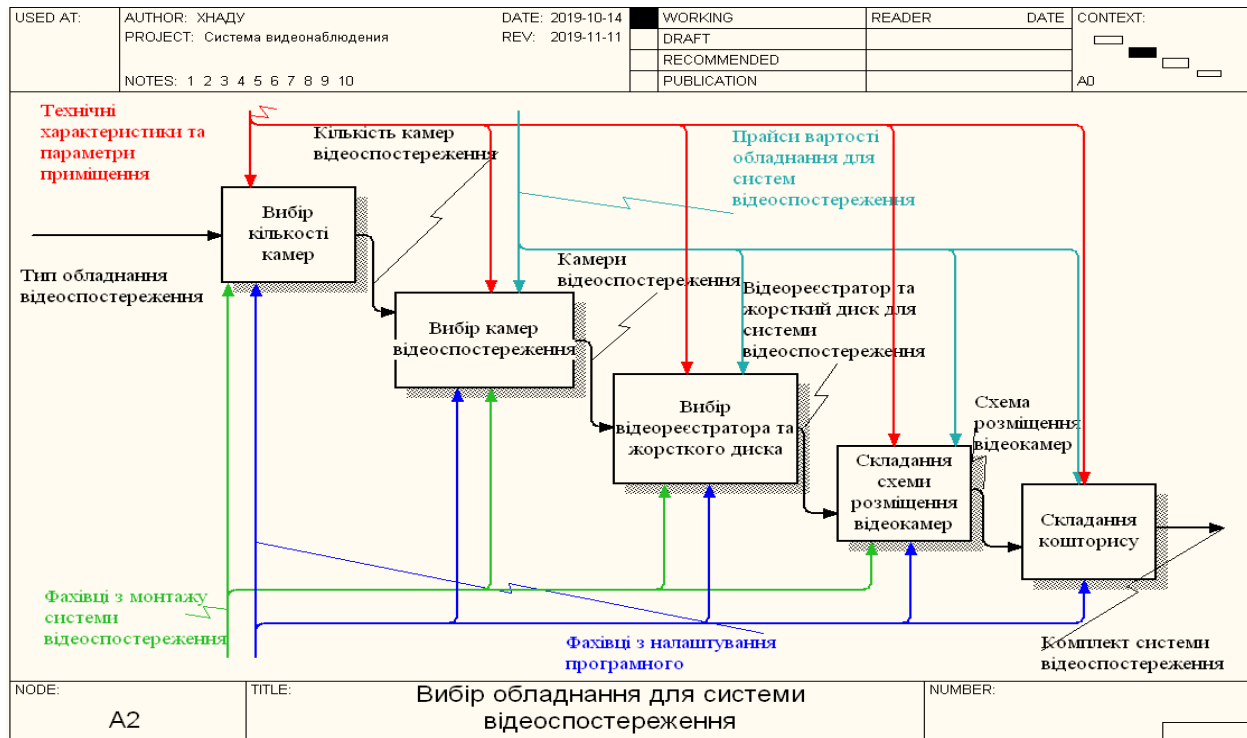 USED AT:
AUTHOR: ХНАДУ
DATE: 2019-10-14
PROJECT: Система видеонаблюдения
REV: 2019-11-11
NOTES: 1 2 3 4 5 6 7 8 9 10
WORKING
DRAFT
RECOMMENDED
PUBLICATION
READER
DATE
CONTEXT:
A0
Технічні
характеристики та
параметри
приміщення
Кількість камер
відеоспостереження
Прайси вартості
обладнання для
систем
відеоспостереження
Вибір
кількості
камер
Тип обладнання
відеоспостереження
Камери
відеоспостереження
Вибір камер
відеоспостереження
Відеореєстратор та
жорсткий диск для
системи
відеоспостереження
Вибір
відеореєстратора та
жорсткого диска
Схема
розміщення
відеокамер
Складання
схеми
розміщення
відеокамер
Складання
кошторису
Фахівці з монтажу
системи
відеоспостереження
Фахівці з налаштування
програмного
Комплект системи
відеоспостереження
NODE:
A2
TITLE:
Вибір обладнання для системи
відеоспостереження
NUMBER: